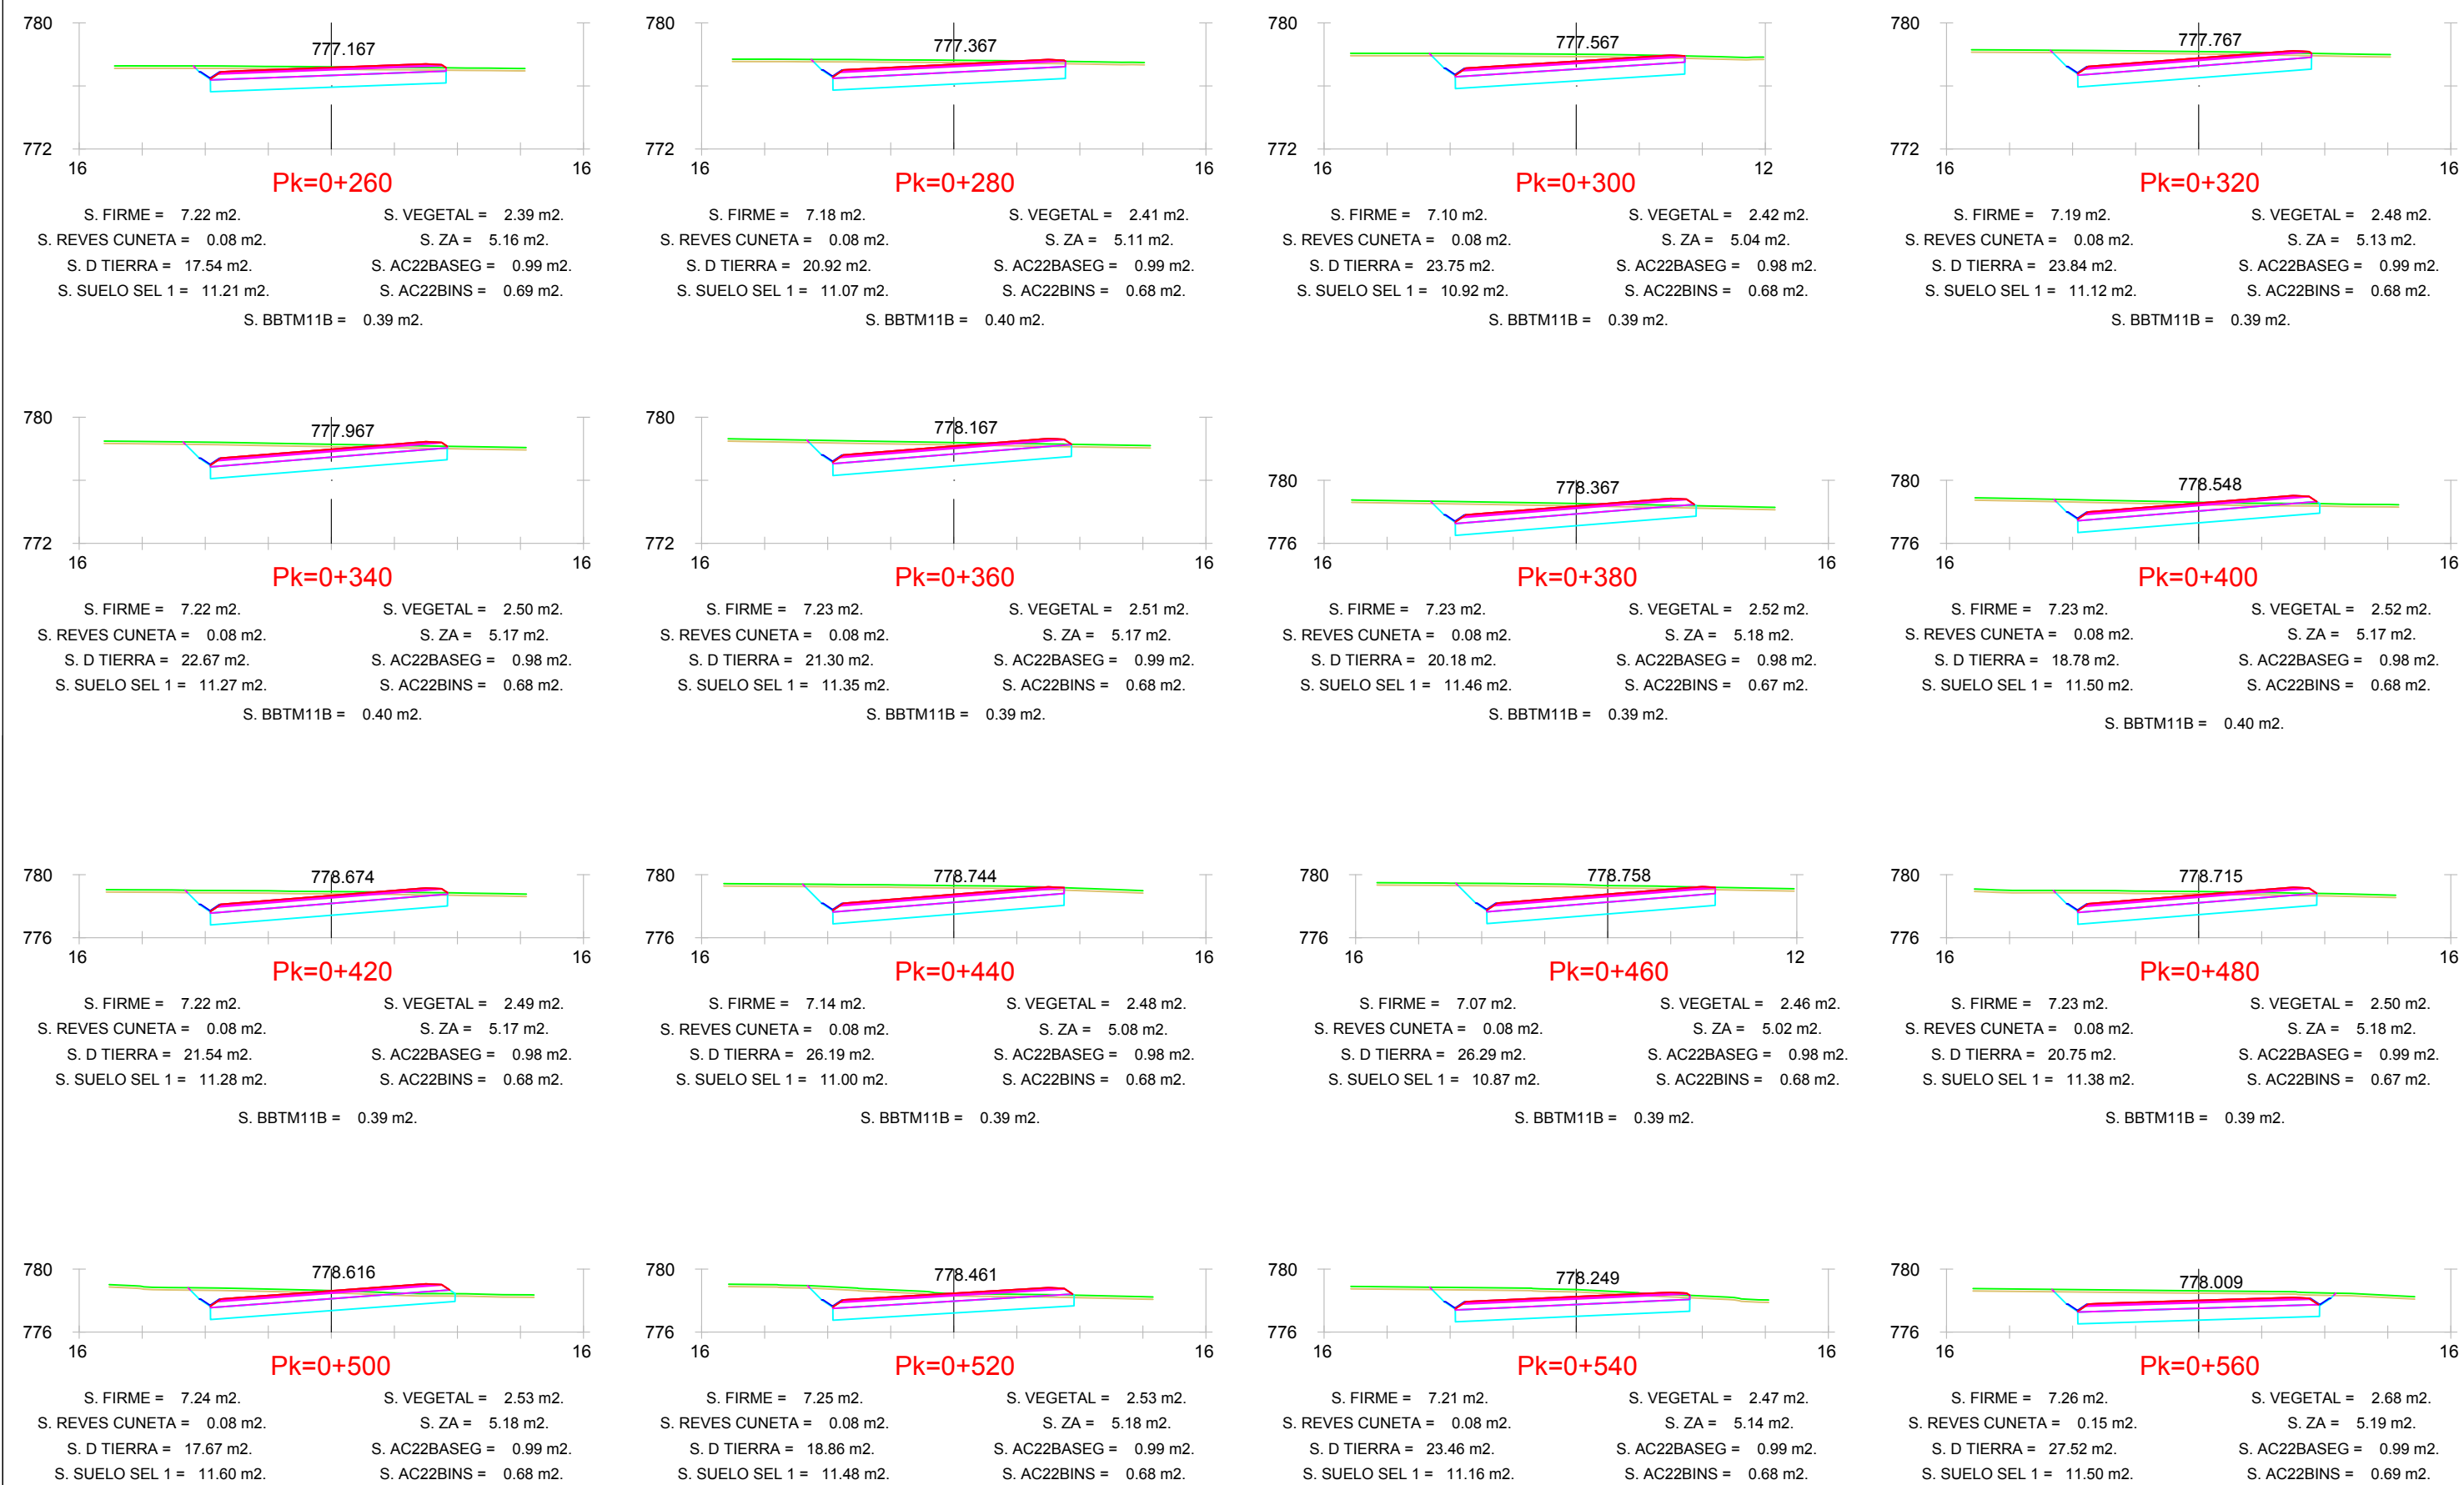 780 780 780 780
777.167 777.367 777.567 777.767
772 772 772 772
16 16 16 16 16 12 16 16
Pk=0+260 Pk=0+280 Pk=0+300 Pk=0+320
S. FIRME = 7.22 m2. S. VEGETAL = 2.39 m2. S. FIRME = 7.18 m2. S. VEGETAL = 2.41 m2. S. FIRME = 7.10 m2. S. VEGETAL = 2.42 m2. S. FIRME = 7.19 m2. S. VEGETAL = 2.48 m2.
S. REVES CUNETA = 0.08 m2. S. ZA = 5.16 m2. S. REVES CUNETA = 0.08 m2. S. ZA = 5.11 m2. S. REVES CUNETA = 0.08 m2. S. ZA = 5.04 m2. S. REVES CUNETA = 0.08 m2. S. ZA = 5.13 m2.
S. D TIERRA = 17.54 m2. S. AC22BASEG = 0.99 m2. S. D TIERRA = 20.92 m2. S. AC22BASEG = 0.99 m2. S. D TIERRA = 23.75 m2. S. AC22BASEG = 0.98 m2. S. D TIERRA = 23.84 m2. S. AC22BASEG = 0.99 m2.
S. SUELO SEL 1 = 11.21 m2. S. AC22BINS = 0.69 m2. S. SUELO SEL 1 = 11.07 m2. S. AC22BINS = 0.68 m2. S. SUELO SEL 1 = 10.92 m2. S. AC22BINS = 0.68 m2. S. SUELO SEL 1 = 11.12 m2. S. AC22BINS = 0.68 m2.
S. BBTM11B = 0.39 m2. S. BBTM11B = 0.40 m2. S. BBTM11B = 0.39 m2. S. BBTM11B = 0.39 m2.
780 780 780 780
777.967 778.167 778.367 778.548
772 772 776 776
16 16 16 16 16 16 16 16
Pk=0+340 Pk=0+360 Pk=0+380 Pk=0+400
S. FIRME = 7.22 m2. S. VEGETAL = 2.50 m2. S. FIRME = 7.23 m2. S. VEGETAL = 2.51 m2. S. FIRME = 7.23 m2. S. VEGETAL = 2.52 m2. S. FIRME = 7.23 m2. S. VEGETAL = 2.52 m2.
S. REVES CUNETA = 0.08 m2. S. ZA = 5.17 m2. S. REVES CUNETA = 0.08 m2. S. ZA = 5.17 m2. S. REVES CUNETA = 0.08 m2. S. ZA = 5.18 m2. S. REVES CUNETA = 0.08 m2. S. ZA = 5.17 m2.
S. D TIERRA = 22.67 m2. S. AC22BASEG = 0.98 m2. S. D TIERRA = 21.30 m2. S. AC22BASEG = 0.99 m2. S. D TIERRA = 20.18 m2. S. AC22BASEG = 0.98 m2. S. D TIERRA = 18.78 m2. S. AC22BASEG = 0.98 m2.
S. SUELO SEL 1 = 11.27 m2. S. AC22BINS = 0.68 m2. S. SUELO SEL 1 = 11.35 m2. S. AC22BINS = 0.68 m2. S. SUELO SEL 1 = 11.46 m2. S. AC22BINS = 0.67 m2. S. SUELO SEL 1 = 11.50 m2. S. AC22BINS = 0.68 m2.
S. BBTM11B = 0.40 m2. S. BBTM11B = 0.39 m2. S. BBTM11B = 0.39 m2. S. BBTM11B = 0.40 m2.
780 780 780 780
778.674 778.744 778.758 778.715
776 776 776 776
16 16 16 16 16 12 16 16
Pk=0+420 Pk=0+440 Pk=0+460 Pk=0+480
S. FIRME = 7.22 m2. S. VEGETAL = 2.49 m2. S. FIRME = 7.14 m2. S. VEGETAL = 2.48 m2. S. FIRME = 7.07 m2. S. VEGETAL = 2.46 m2. S. FIRME = 7.23 m2. S. VEGETAL = 2.50 m2.
S. REVES CUNETA = 0.08 m2. S. ZA = 5.17 m2. S. REVES CUNETA = 0.08 m2. S. ZA = 5.08 m2. S. REVES CUNETA = 0.08 m2. S. ZA = 5.02 m2. S. REVES CUNETA = 0.08 m2. S. ZA = 5.18 m2.
S. D TIERRA = 21.54 m2. S. AC22BASEG = 0.98 m2. S. D TIERRA = 26.19 m2. S. AC22BASEG = 0.98 m2. S. D TIERRA = 26.29 m2. S. AC22BASEG = 0.98 m2. S. D TIERRA = 20.75 m2. S. AC22BASEG = 0.99 m2.
S. SUELO SEL 1 = 11.28 m2. S. AC22BINS = 0.68 m2. S. SUELO SEL 1 = 11.00 m2. S. AC22BINS = 0.68 m2. S. SUELO SEL 1 = 10.87 m2. S. AC22BINS = 0.68 m2. S. SUELO SEL 1 = 11.38 m2. S. AC22BINS = 0.67 m2.
S. BBTM11B = 0.39 m2. S. BBTM11B = 0.39 m2. S. BBTM11B = 0.39 m2. S. BBTM11B = 0.39 m2.
780 780 780 780
778.616 778.461 778.249 778.009
776 776 776 776
16 16 16 16 16 16 16 16
Pk=0+500 Pk=0+520 Pk=0+540 Pk=0+560
S. FIRME = 7.24 m2. S. VEGETAL = 2.53 m2. S. FIRME = 7.25 m2. S. VEGETAL = 2.53 m2. S. FIRME = 7.21 m2. S. VEGETAL = 2.47 m2. S. FIRME = 7.26 m2. S. VEGETAL = 2.68 m2.
S. REVES CUNETA = 0.08 m2. S. ZA = 5.18 m2. S. REVES CUNETA = 0.08 m2. S. ZA = 5.18 m2. S. REVES CUNETA = 0.08 m2. S. ZA = 5.14 m2. S. REVES CUNETA = 0.15 m2. S. ZA = 5.19 m2.
S. D TIERRA = 17.67 m2. S. AC22BASEG = 0.99 m2. S. D TIERRA = 18.86 m2. S. AC22BASEG = 0.99 m2. S. D TIERRA = 23.46 m2. S. AC22BASEG = 0.99 m2. S. D TIERRA = 27.52 m2. S. AC22BASEG = 0.99 m2.
S. SUELO SEL 1 = 11.60 m2. S. AC22BINS = 0.68 m2. S. SUELO SEL 1 = 11.48 m2. S. AC22BINS = 0.68 m2. S. SUELO SEL 1 = 11.16 m2. S. AC22BINS = 0.68 m2. S. SUELO SEL 1 = 11.50 m2. S. AC22BINS = 0.69 m2.